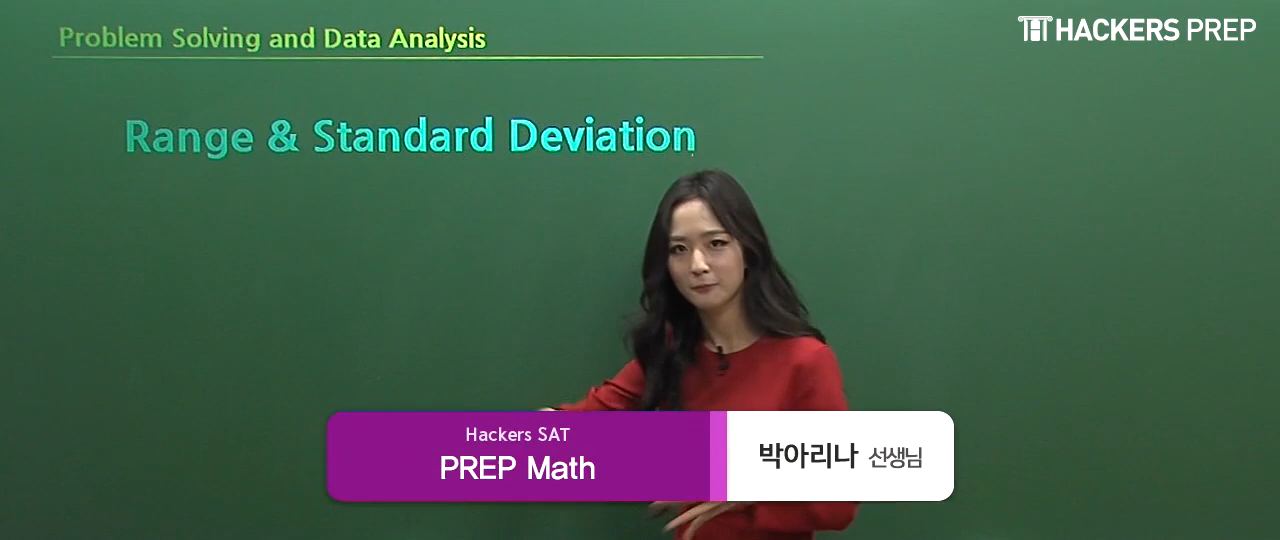 Problem Solving and Data Analysis
HACKERS PREP
Range & Standard Deviation
Hackers SAT
PREP Math
박아리나 선생님